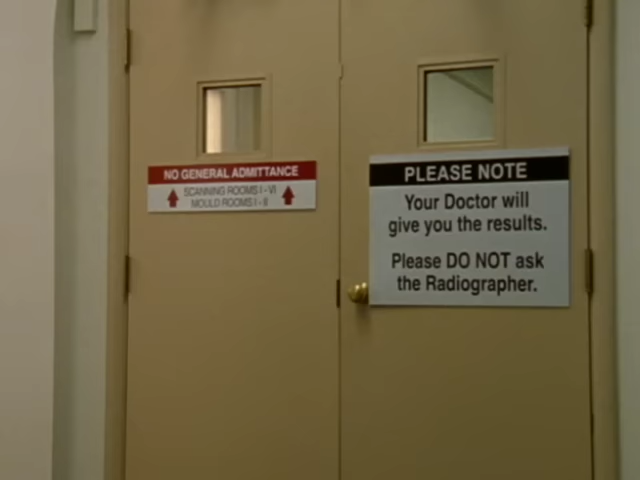 NO GENERAL ADMITTANCE
SCANNING ROOMS I - VI
MOULD ROOMS I - II
PLEASE NOTE
Your Doctor will
give you the results.
Please DO NOT ask
the Radiographer.